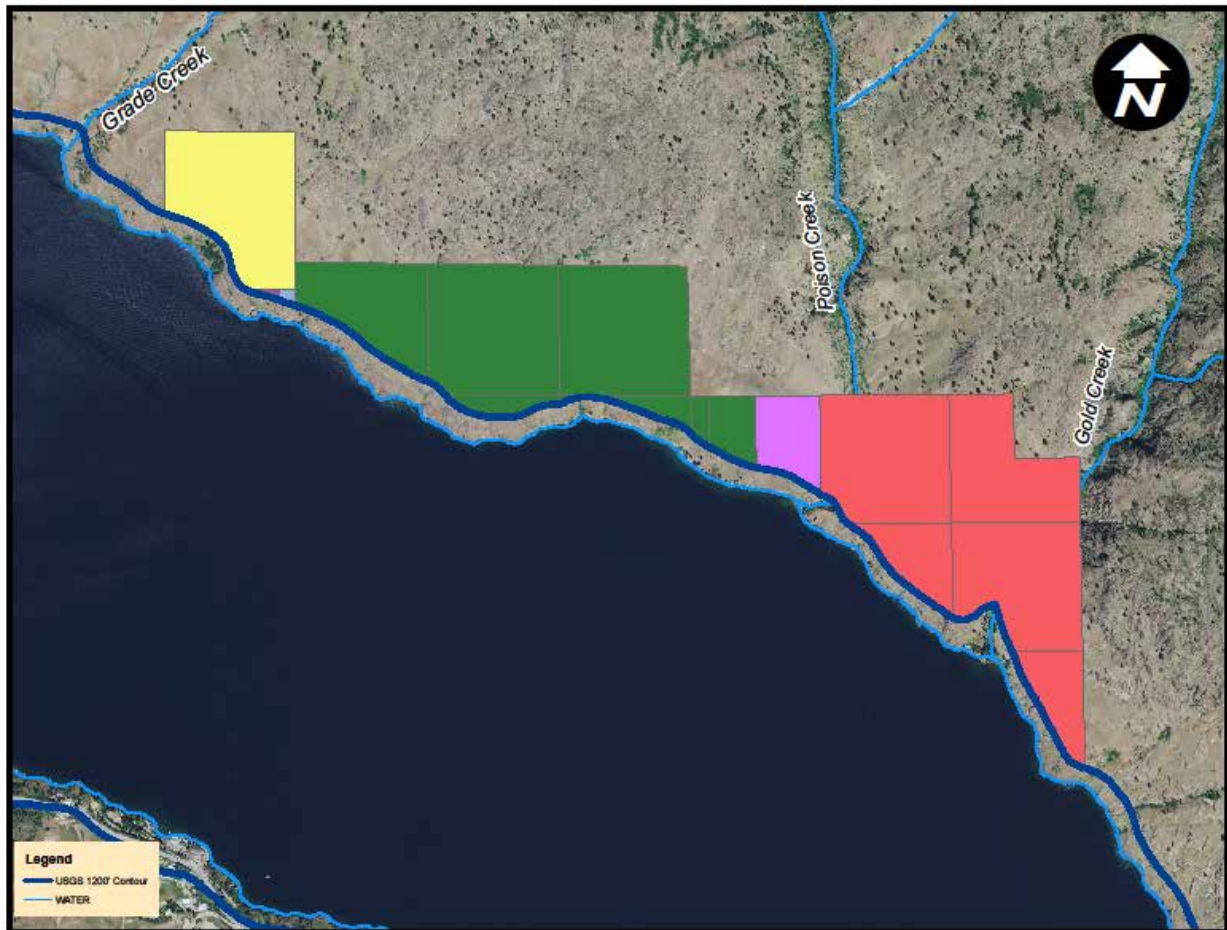 Grade Creek
N
Poison Creek
Gold Creek
Legend
USGS 1200' Contour
WATER